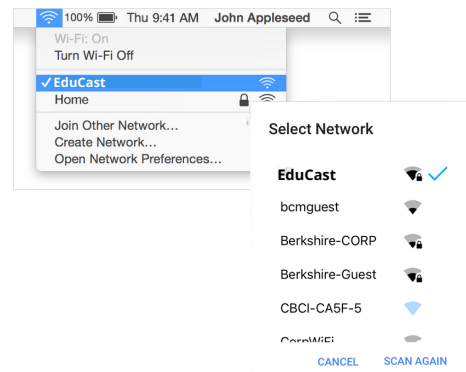 100% Thu 9:41 AM John Appleseed
Wi-Fi: On
Turn Wi-Fi Off
✓EduCast
Home
Join Other Network...
Create Network...
Open Network Preferences...
Select Network
EduCast
bcmguest
Berkshire-CORP
Berkshire-Guest
CBCI-CA5F-5
CorpWiFi
CANCEL SCAN AGAIN